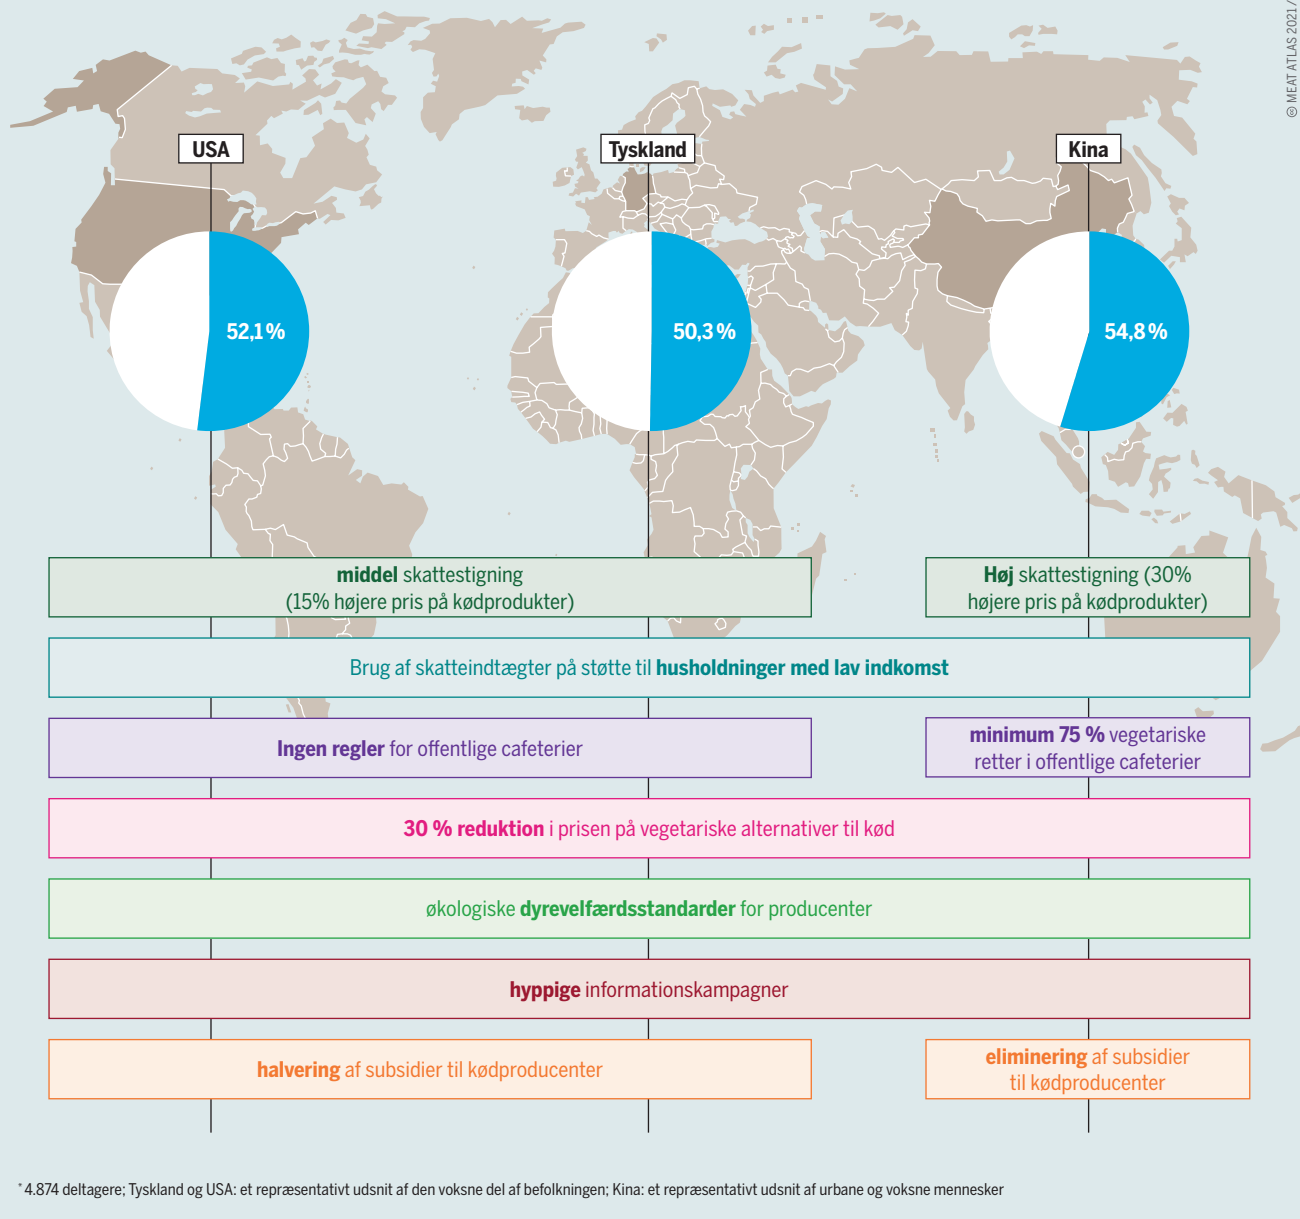 © MEAT ATLAS 2021 /
USA
Tyskland
Kina
52,1 %
50,3 %
54,8 %
middel skattestigning
(15% højere pris på kødprodukter)
Høj skattestigning (30%
højere pris på kødprodukter)
Brug af skatteindtægter på støtte til husholdninger med lav indkomst
Ingen regler for offentlige cafeterier
minimum 75 % vegetariske
retter i offentlige cafeterier
30 % reduktion i prisen på vegetariske alternativer til kød
økologiske dyrevelfærdsstandarder for producenter
hyppige informationskampagner
halvering af subsidier til kødproducenter
eliminering af subsidier
til kødproducenter
* 4.874 deltagere; Tyskland og USA: et repræsentativt udsnit af den voksne del af befolkningen; Kina: et repræsentativt udsnit af urbane og voksne mennesker